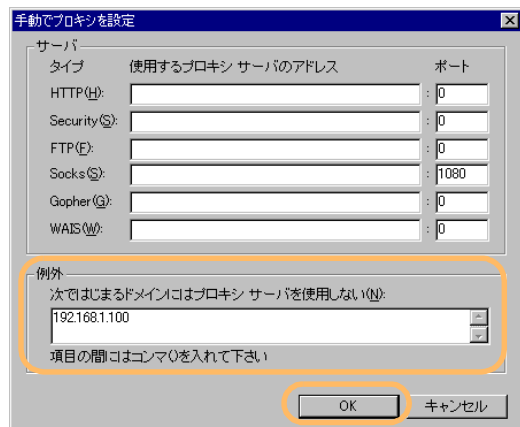 手動でプロキシを設定
サーバ
タイプ 使用するプロキシ サーバのアドレス ポート
HTTP(H): : 0
Security(S): : 0
FTP(F): : 0
Socks(S): : 1080
Gopher(G): : 0
WAIS(W): : 0
例外
次ではじまるドメインにはプロキシ サーバを使用しない(N):
192.168.1.100
項目の間にはコンマ()を入れて下さい
OK キャンセル